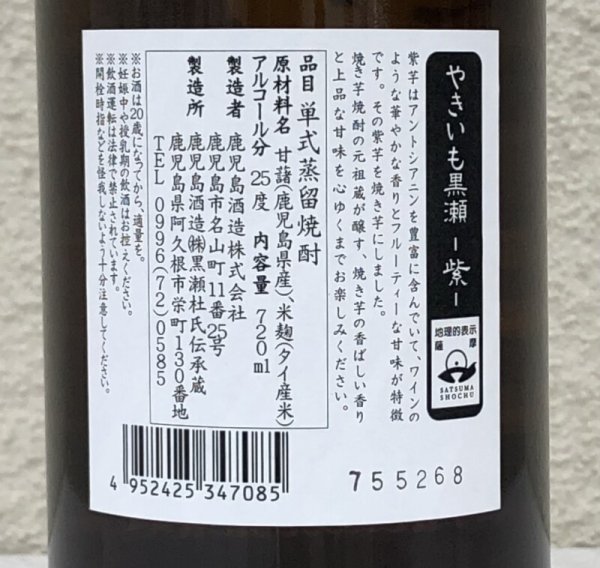 やきいも黒瀬 ー紫ー
地理的表示
薩摩
SATSUMA
SHOCHU
紫芋はアントシアニンを豊富に含んでいて、ワインの
ような華やかな香りとフルーティーな甘味が特徴
です。その紫芋を焼き芋にしました。
焼き芋焼酎の元祖蔵が醸す、焼き芋の香ばしい香り
と上品な甘味を心ゆくまでお楽しみください。
品目 単式蒸留焼酎
原材料名 甘藷(鹿児島県産)、米麹(タイ産米)
アルコール分 25度 内容量 720ml
製造者 鹿児島酒造株式会社
鹿児島市名山町11番25号
製造所 鹿児島酒造㈱黒瀬杜氏伝承蔵
鹿児島県阿久根市栄町130番地
TEL 0996(72)0585
※お酒は20歳になってから、適量を。
※妊娠中や授乳期の飲酒はお控えください。
※飲酒運転は法律で禁止されています。
※開栓時指などを怪我しないよう十分注意してください。
4 952425 347085
755268